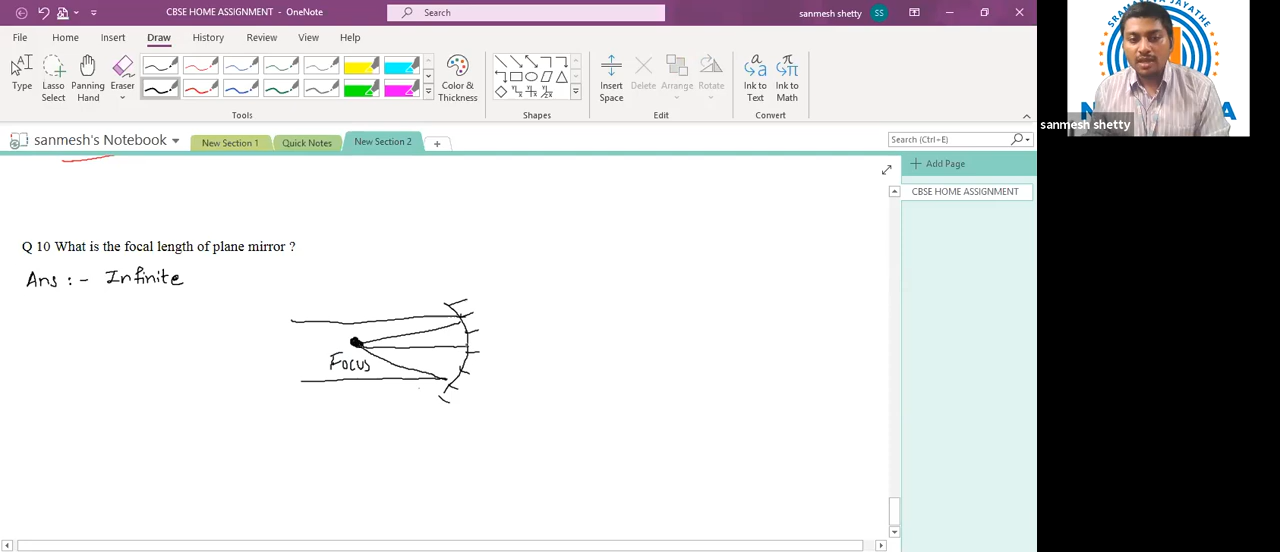 CBSE HOME ASSIGNMENT - OneNote
Search
sanmesh shetty
SS
File
Home
Insert
Draw
History
Review
View
Help
Type
Lasso Select
Panning Hand
Eraser
Color & Thickness
Insert Space
Delete
Arrange
Rotate
Ink to Text
Ink to Math
Tools
Shapes
Edit
Convert
sanmesh's Notebook
New Section 1
Quick Notes
New Section 2
Search (Ctrl+E)
Add Page
CBSE HOME ASSIGNMENT
Q 10 What is the focal length of plane mirror ?
Ans :- Infinite
Focus
JAYATHE
sanmesh shetty